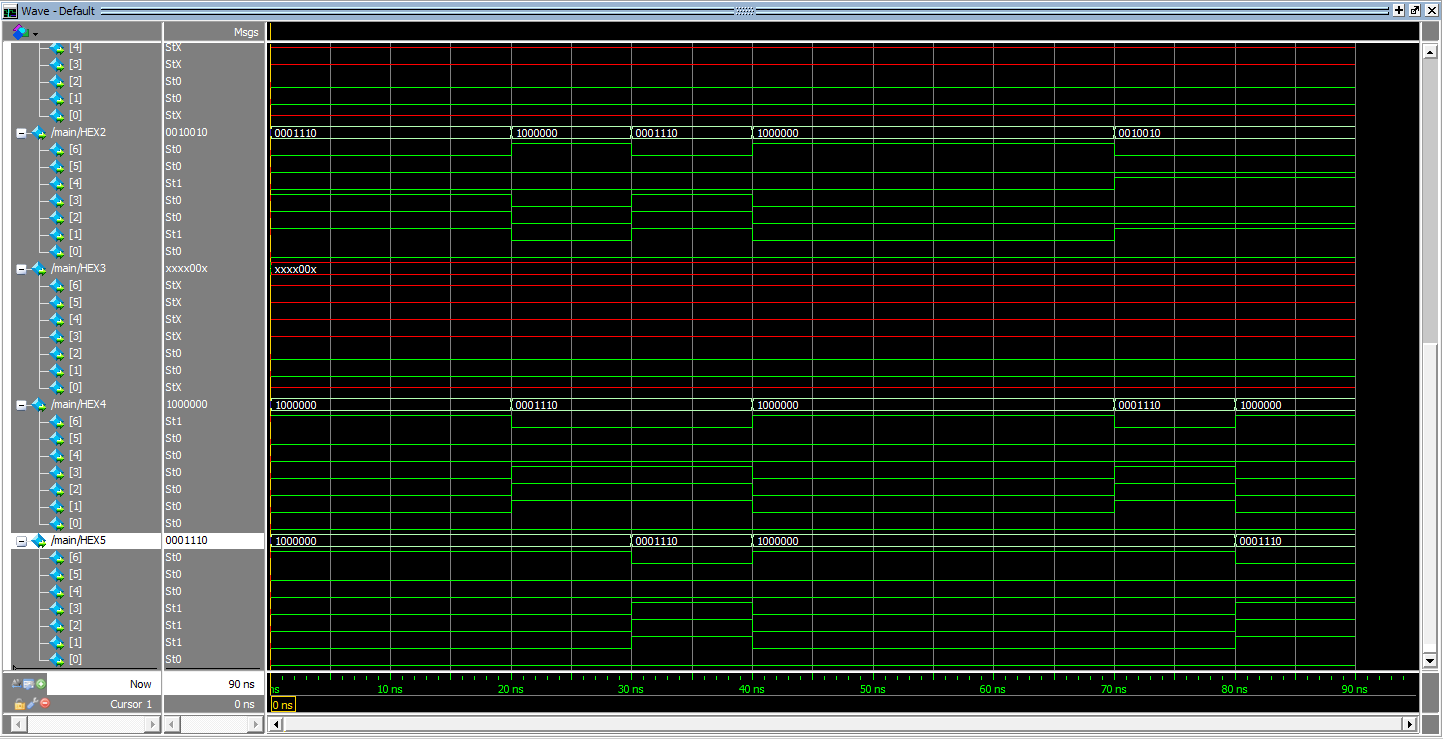 Wave - Default
Msgs
[4] StX
[3] StX
[2] St0
[1] St0
[0] StX
/main/HEX2 0010010 0001110 1000000 0001110 1000000 0010010
[6] St0
[5] St0
[4] St1
[3] St0
[2] St0
[1] St1
[0] St0
/main/HEX3 xxxx00x xxxx00x
[6] StX
[5] StX
[4] StX
[3] StX
[2] St0
[1] St0
[0] StX
/main/HEX4 1000000 1000000 0001110 1000000 0001110 1000000
[6] St1
[5] St0
[4] St0
[3] St0
[2] St0
[1] St0
[0] St0
/main/HEX5 0001110 1000000 0001110 1000000 0001110
[6] St0
[5] St0
[4] St0
[3] St1
[2] St1
[1] St1
[0] St0
Now 90 ns ns 10 ns 20 ns 30 ns 40 ns 50 ns 60 ns 70 ns 80 ns 90 ns
Cursor 1 0 ns 0 ns